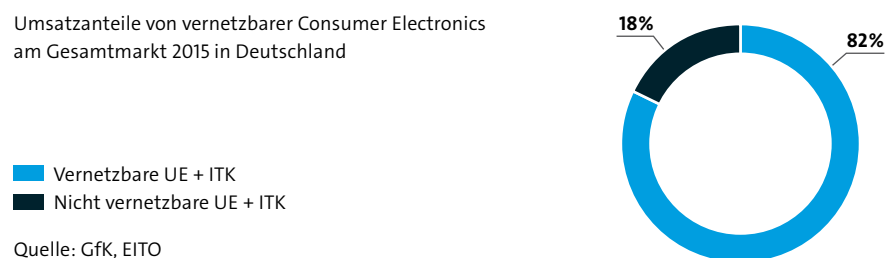 Umsatzanteile von vernetzbarer Consumer Electronics
am Gesamtmarkt 2015 in Deutschland
18%
82%
Vernetzbare UE + ITK
Nicht vernetzbare UE + ITK
Quelle: GfK, EITO